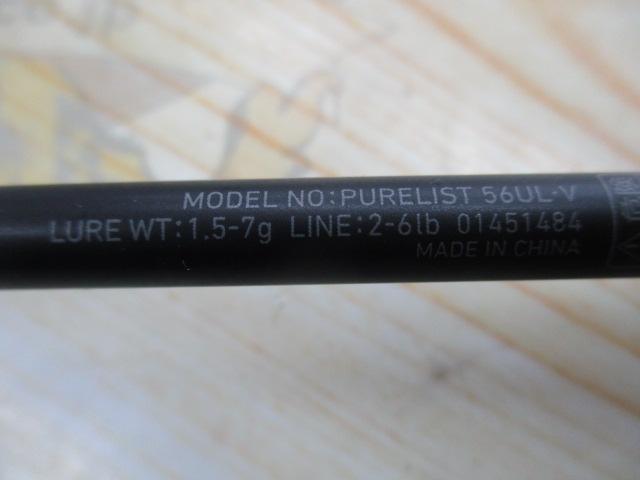 MODEL NO:PURELIST 56UL·V
LURE WT:1.5-7g LINE:2-6lb 01451484
MADE IN CHINA